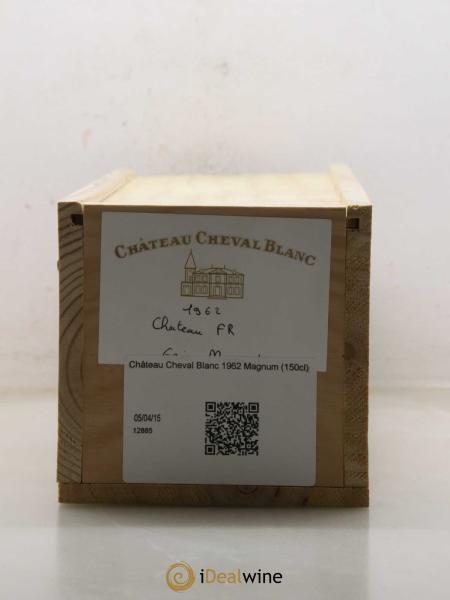 CHÂTEAU CHEVAL BLANC
1962
Chateau FR
Château Cheval Blanc 1962 Magnum (150cl)
05/04/15
12885
iDealwine